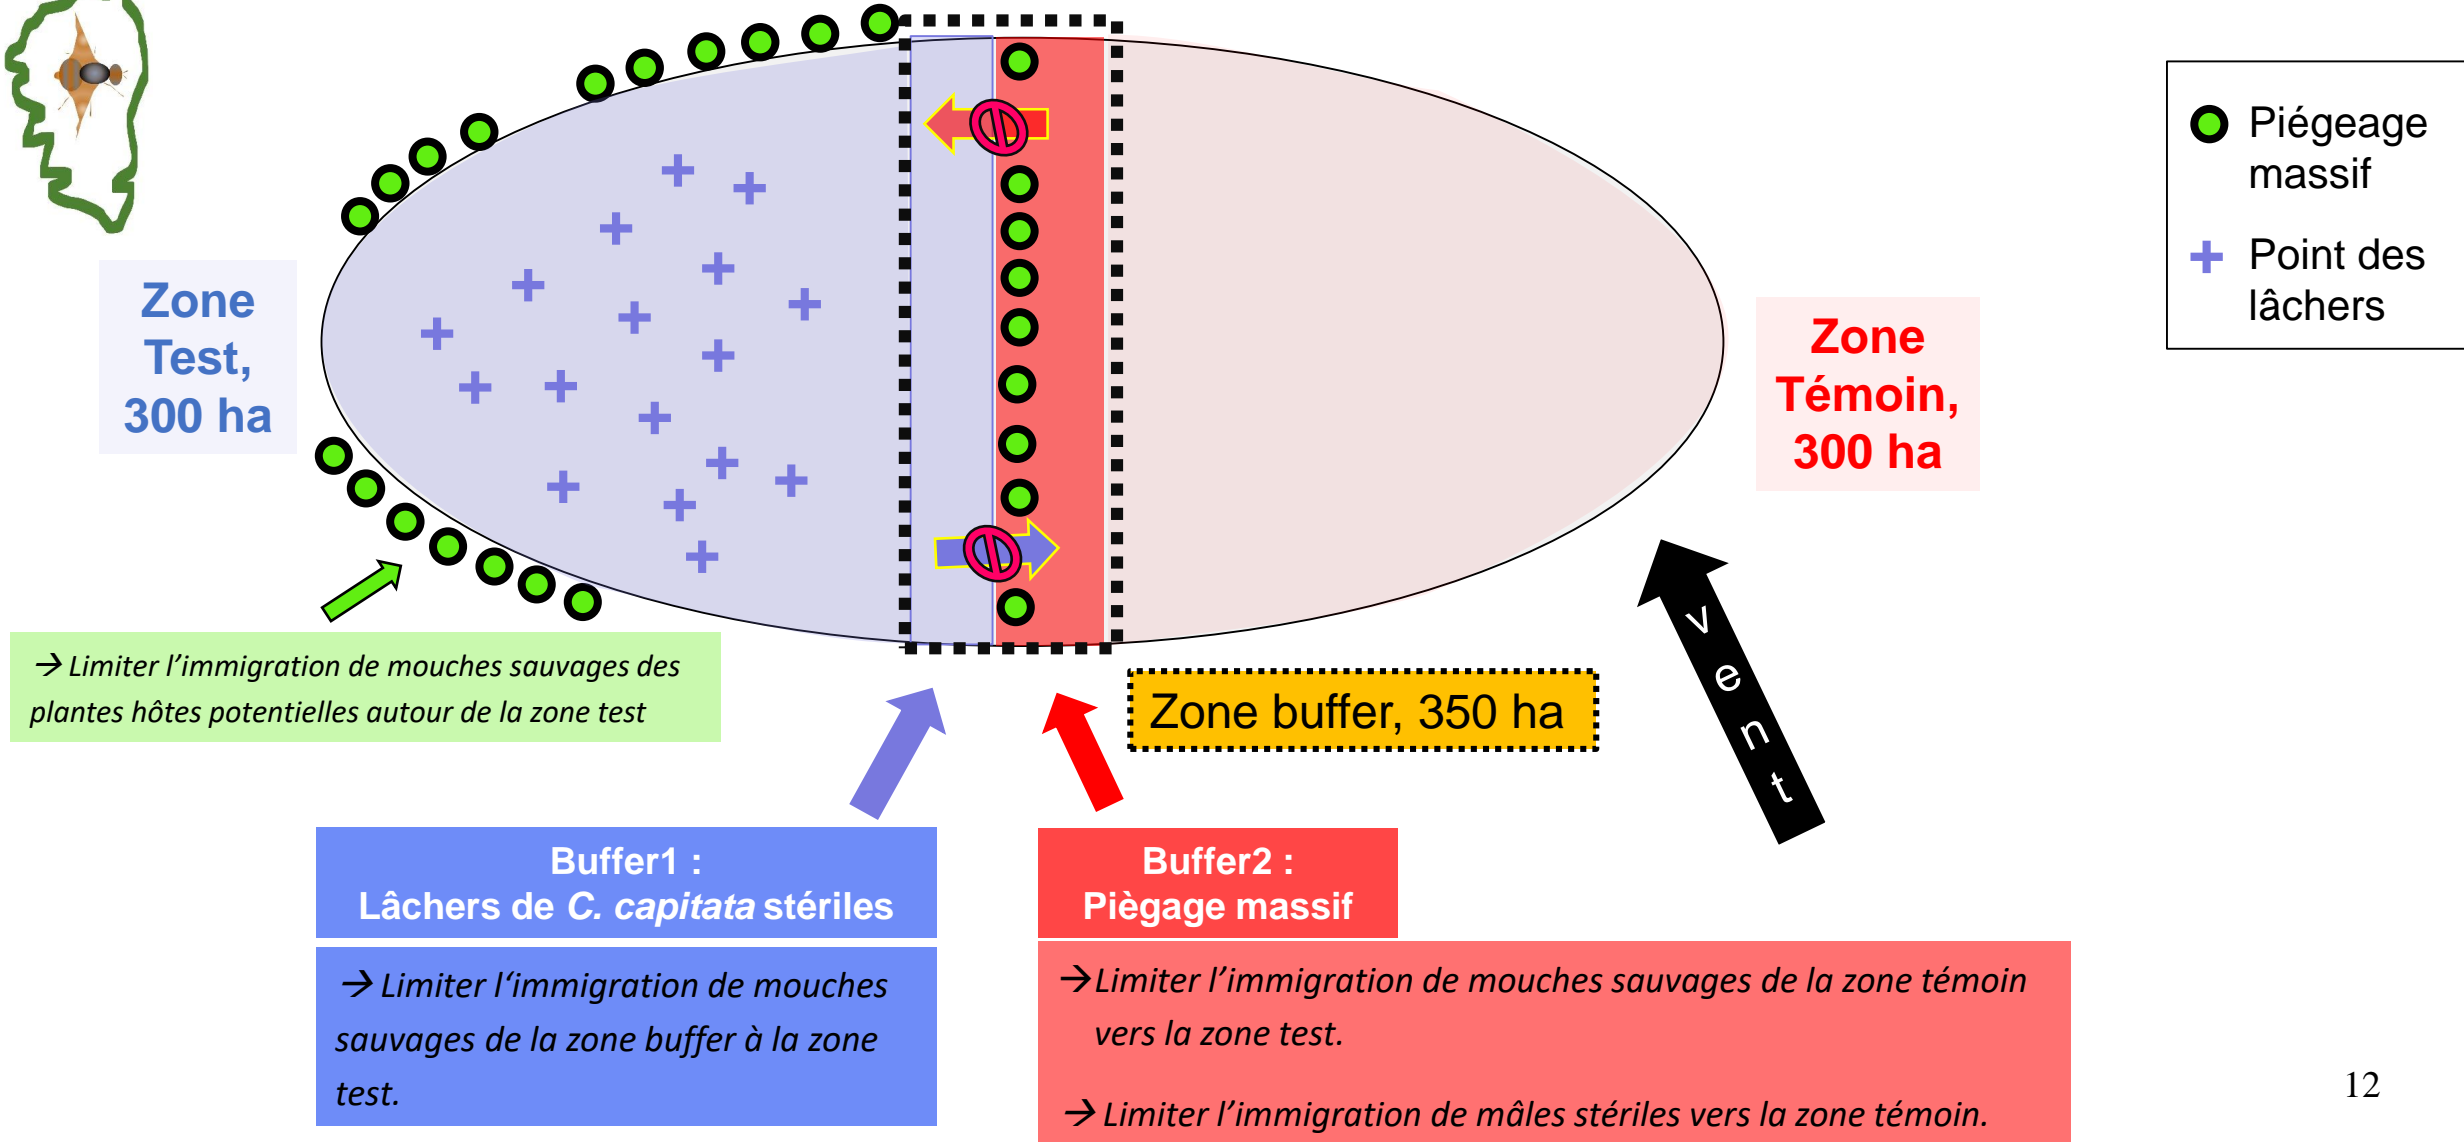 Piégeage
massif
Point des
lâchers
Zone
Test,
300 ha
Zone
Témoin,
300 ha
vent
→ Limiter l’immigration de mouches sauvages des
plantes hôtes potentielles autour de la zone test
Zone buffer, 350 ha
Buffer1 :
Lâchers de C. capitata stériles
→ Limiter l‘immigration de mouches
sauvages de la zone buffer à la zone
test.
Buffer2 :
Piègage massif
→Limiter l’immigration de mouches sauvages de la zone témoin
vers la zone test.
→ Limiter l’immigration de mâles stériles vers la zone témoin.
12